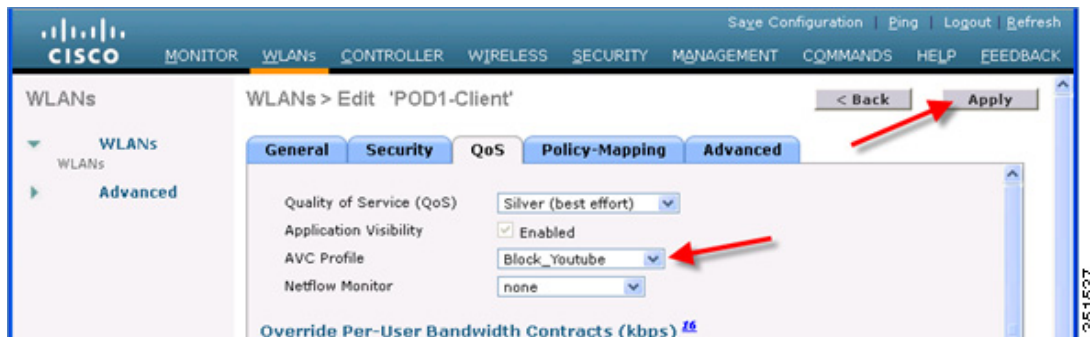 Save Configuration | Ping | Logout | Refresh
CISCO MONITOR WLANs CONTROLLER WIRELESS SECURITY MANAGEMENT COMMANDS HELP FEEDBACK
WLANs
WLANs > Edit 'POD1-Client'
< Back
Apply
WLANs
WLANs
Advanced
General Security QoS Policy-Mapping Advanced
Quality of Service (QoS) Silver (best effort)
Application Visibility Enabled
AVC Profile Block_Youtube
Netflow Monitor none
Override Per-User Bandwidth Contracts (kbps) 16
351527